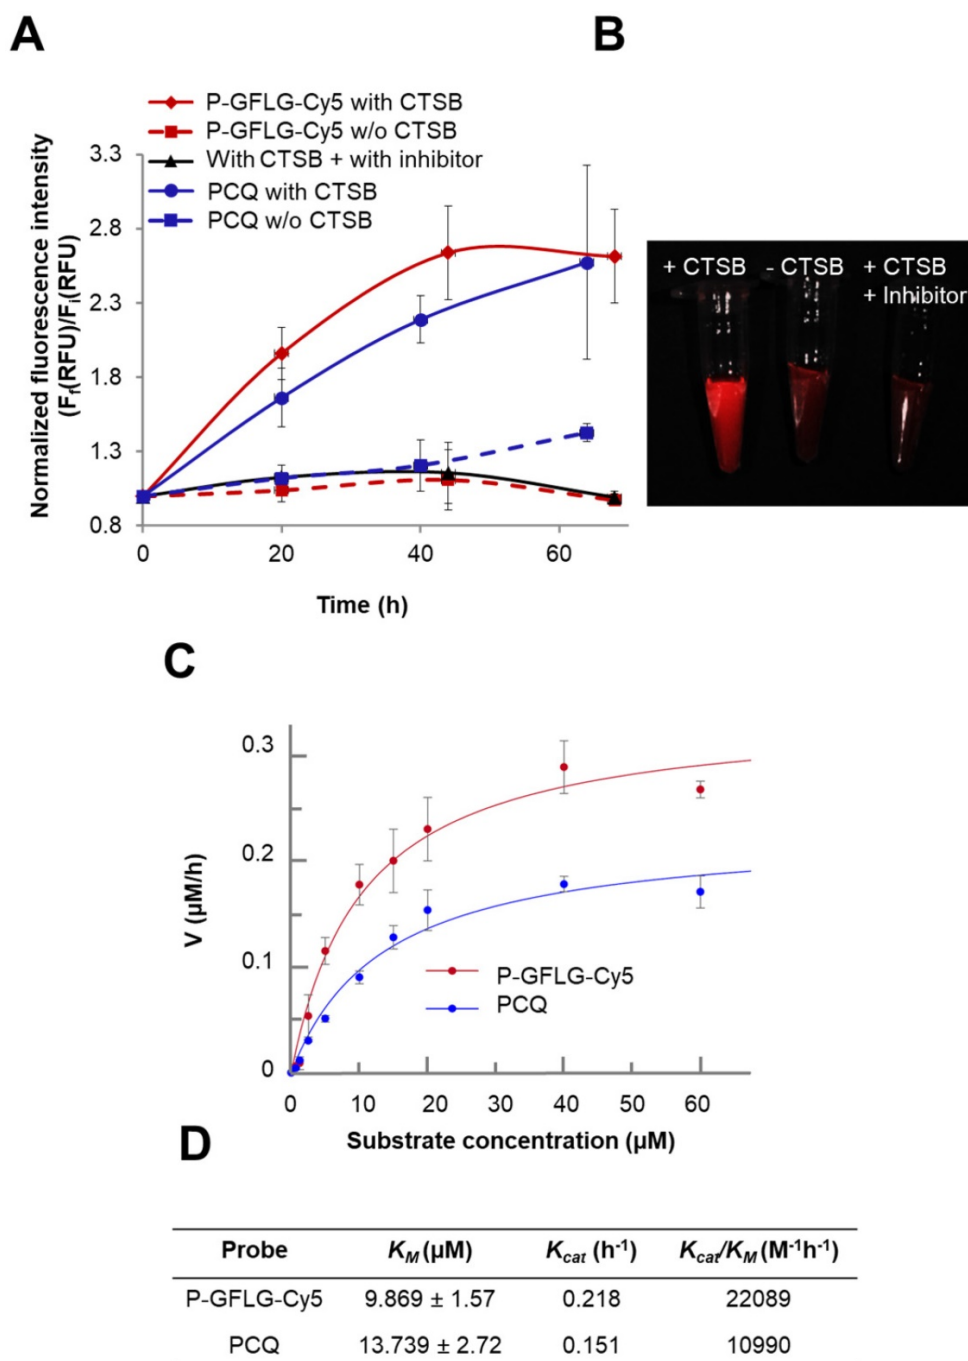 A
B
P-GFLG-Cy5 with CTSB
P-GFLG-Cy5 w/o CTSB
With CTSB + with inhibitor
PCQ with CTSB
PCQ w/o CTSB
Normalized fluorescence intensity
(Ff(RFU)/Fi(RFU)
3.3
2.8
2.3
1.8
1.3
0.8
0 20 40 60
Time (h)
+ CTSB - CTSB + CTSB
+ Inhibitor
C
V (µM/h)
0.3
0.2
0.1
0
P-GFLG-Cy5
PCQ
0 10 20 30 40 50 60
Substrate concentration (µM)
D
Probe KM (µM) Kcat (h-1) Kcat/KM (M-1h-1)
P-GFLG-Cy5 9.869 ± 1.57 0.218 22089
PCQ 13.739 ± 2.72 0.151 10990